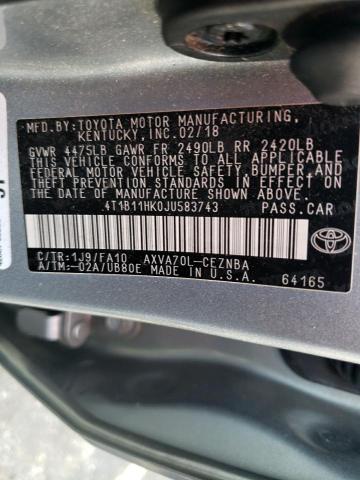 MFD.BY:TOYOTA MOTOR MANUFACTURING,
KENTUCKY,INC.02/18
GVWR 4475LB GAWR FR 2490LB RR 2420LB
THIS VEHICLE CONFORMS TO ALL APPLICABLE
FEDERAL MOTOR VEHICLE SAFETY,BUMPER,AND
THEFT PREVENTION STANDARDS IN EFFECT ON
THE DATE OF MANUFACTURE SHOWN ABOVE.
4T1B11HK0JU583743 PASS.CAR
C/TR:1J9/FA10 AXVA70L-CEZNBA
A/TM:-02A/UB80E MADE IN U.S.A.
64165